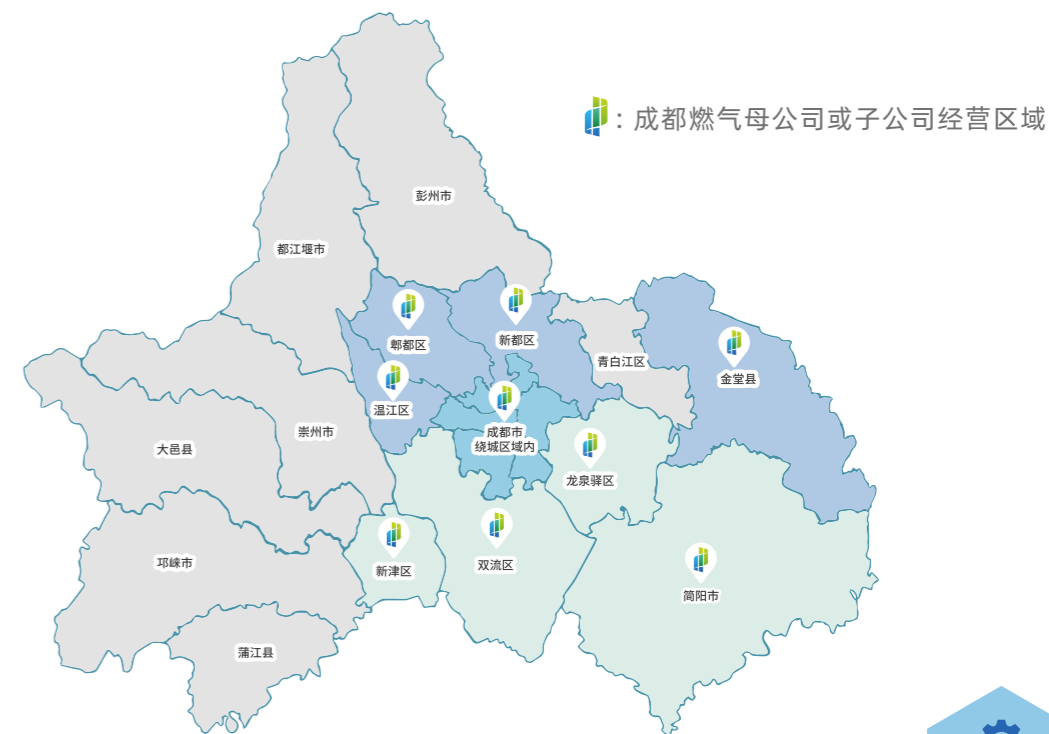 ：成都燃气母公司或子公司经营区域
彭州市
都江堰市
郫都区
新都区
青白江区
金堂县
温江区
崇州市
成都市
绕城区域内
大邑县
龙泉驿区
邛崃市
新津区
双流区
简阳市
蒲江县